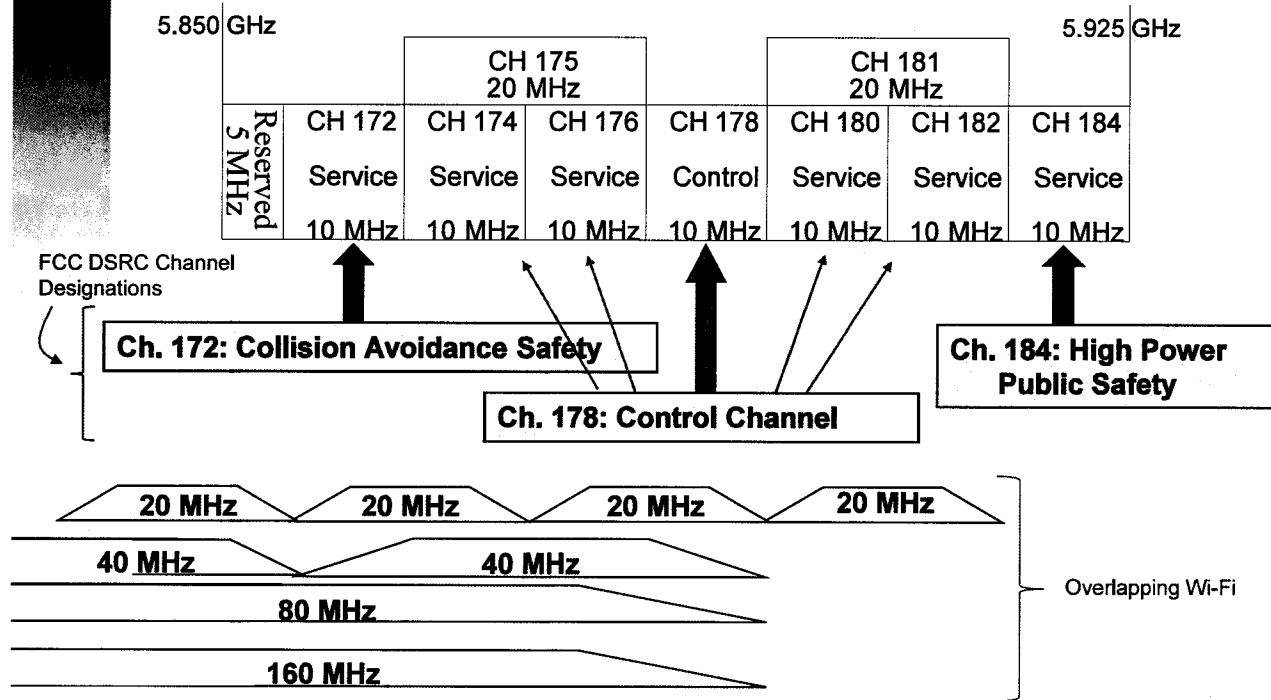 5.850 GHz
5.925 GHz
CH 175
20 MHz
CH 181
20 MHz
Reserved
5 MHz
CH 172
Service
10 MHz
CH 174
Service
10 MHz
CH 176
Service
10 MHz
CH 178
Control
10 MHz
CH 180
Service
10 MHz
CH 182
Service
10 MHz
CH 184
Service
10 MHz
FCC DSRC Channel
Designations
Ch. 172: Collision Avoidance Safety
Ch. 178: Control Channel
Ch. 184: High Power
Public Safety
20 MHz
20 MHz
20 MHz
20 MHz
40 MHz
40 MHz
80 MHz
160 MHz
Overlapping Wi-Fi